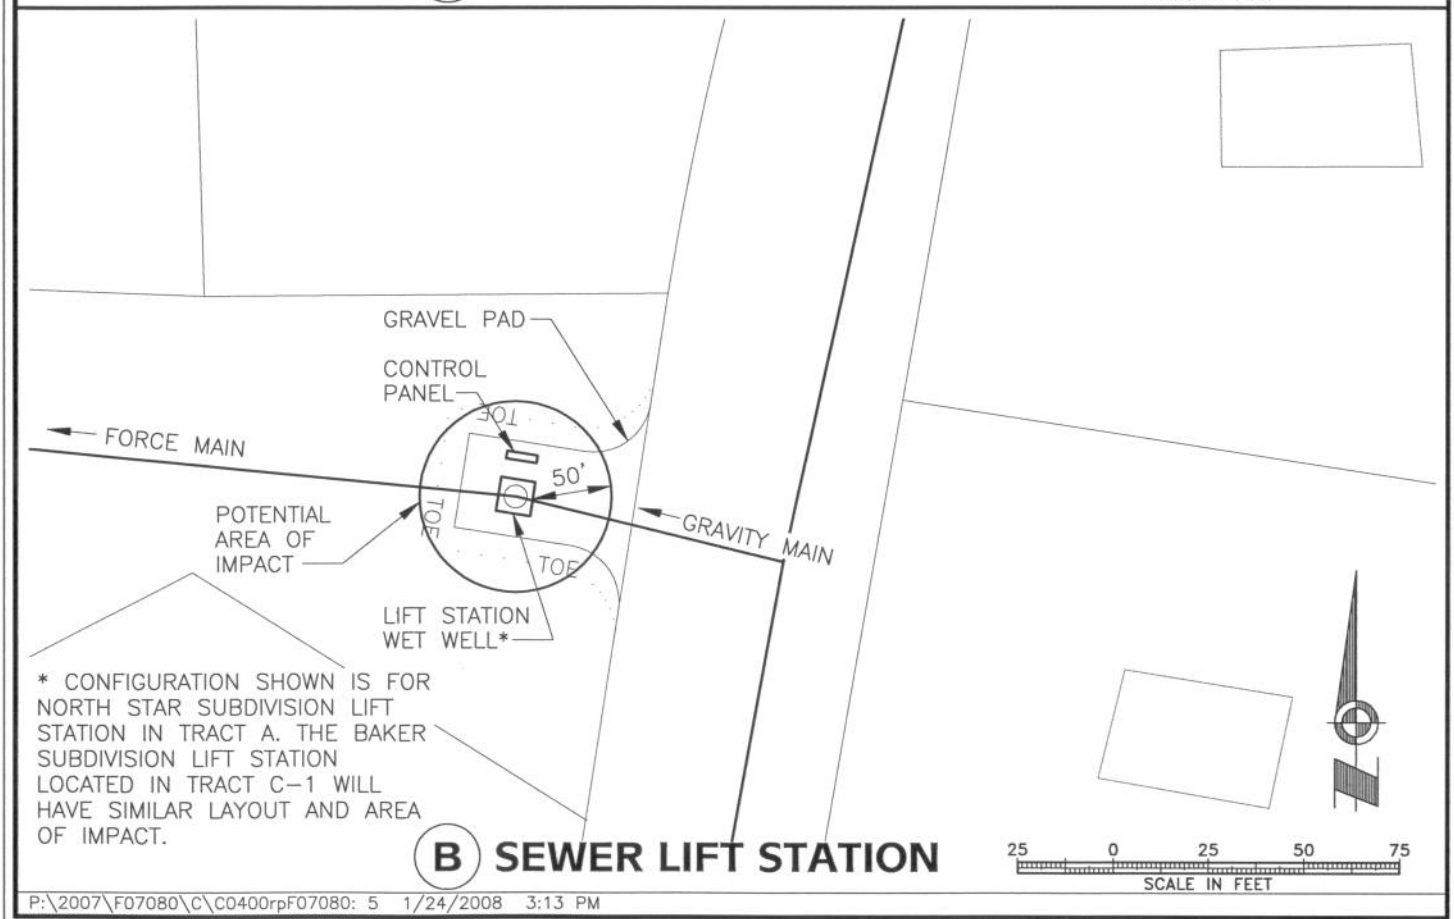 GRAVEL PAD
CONTROL
PANEL
TOE
FORCE MAIN
50'
TOE
POTENTIAL
AREA OF
IMPACT
GRAVITY MAIN
TOE
LIFT STATION
WET WELL*
* CONFIGURATION SHOWN IS FOR
NORTH STAR SUBDIVISION LIFT
STATION IN TRACT A. THE BAKER
SUBDIVISION LIFT STATION
LOCATED IN TRACT C-1 WILL
HAVE SIMILAR LAYOUT AND AREA
OF IMPACT.
N
B SEWER LIFT STATION
25 0 25 50 75
SCALE IN FEET
P:\2007\F07080\C\C0400rpF07080: 5 1/24/2008 3:13 PM